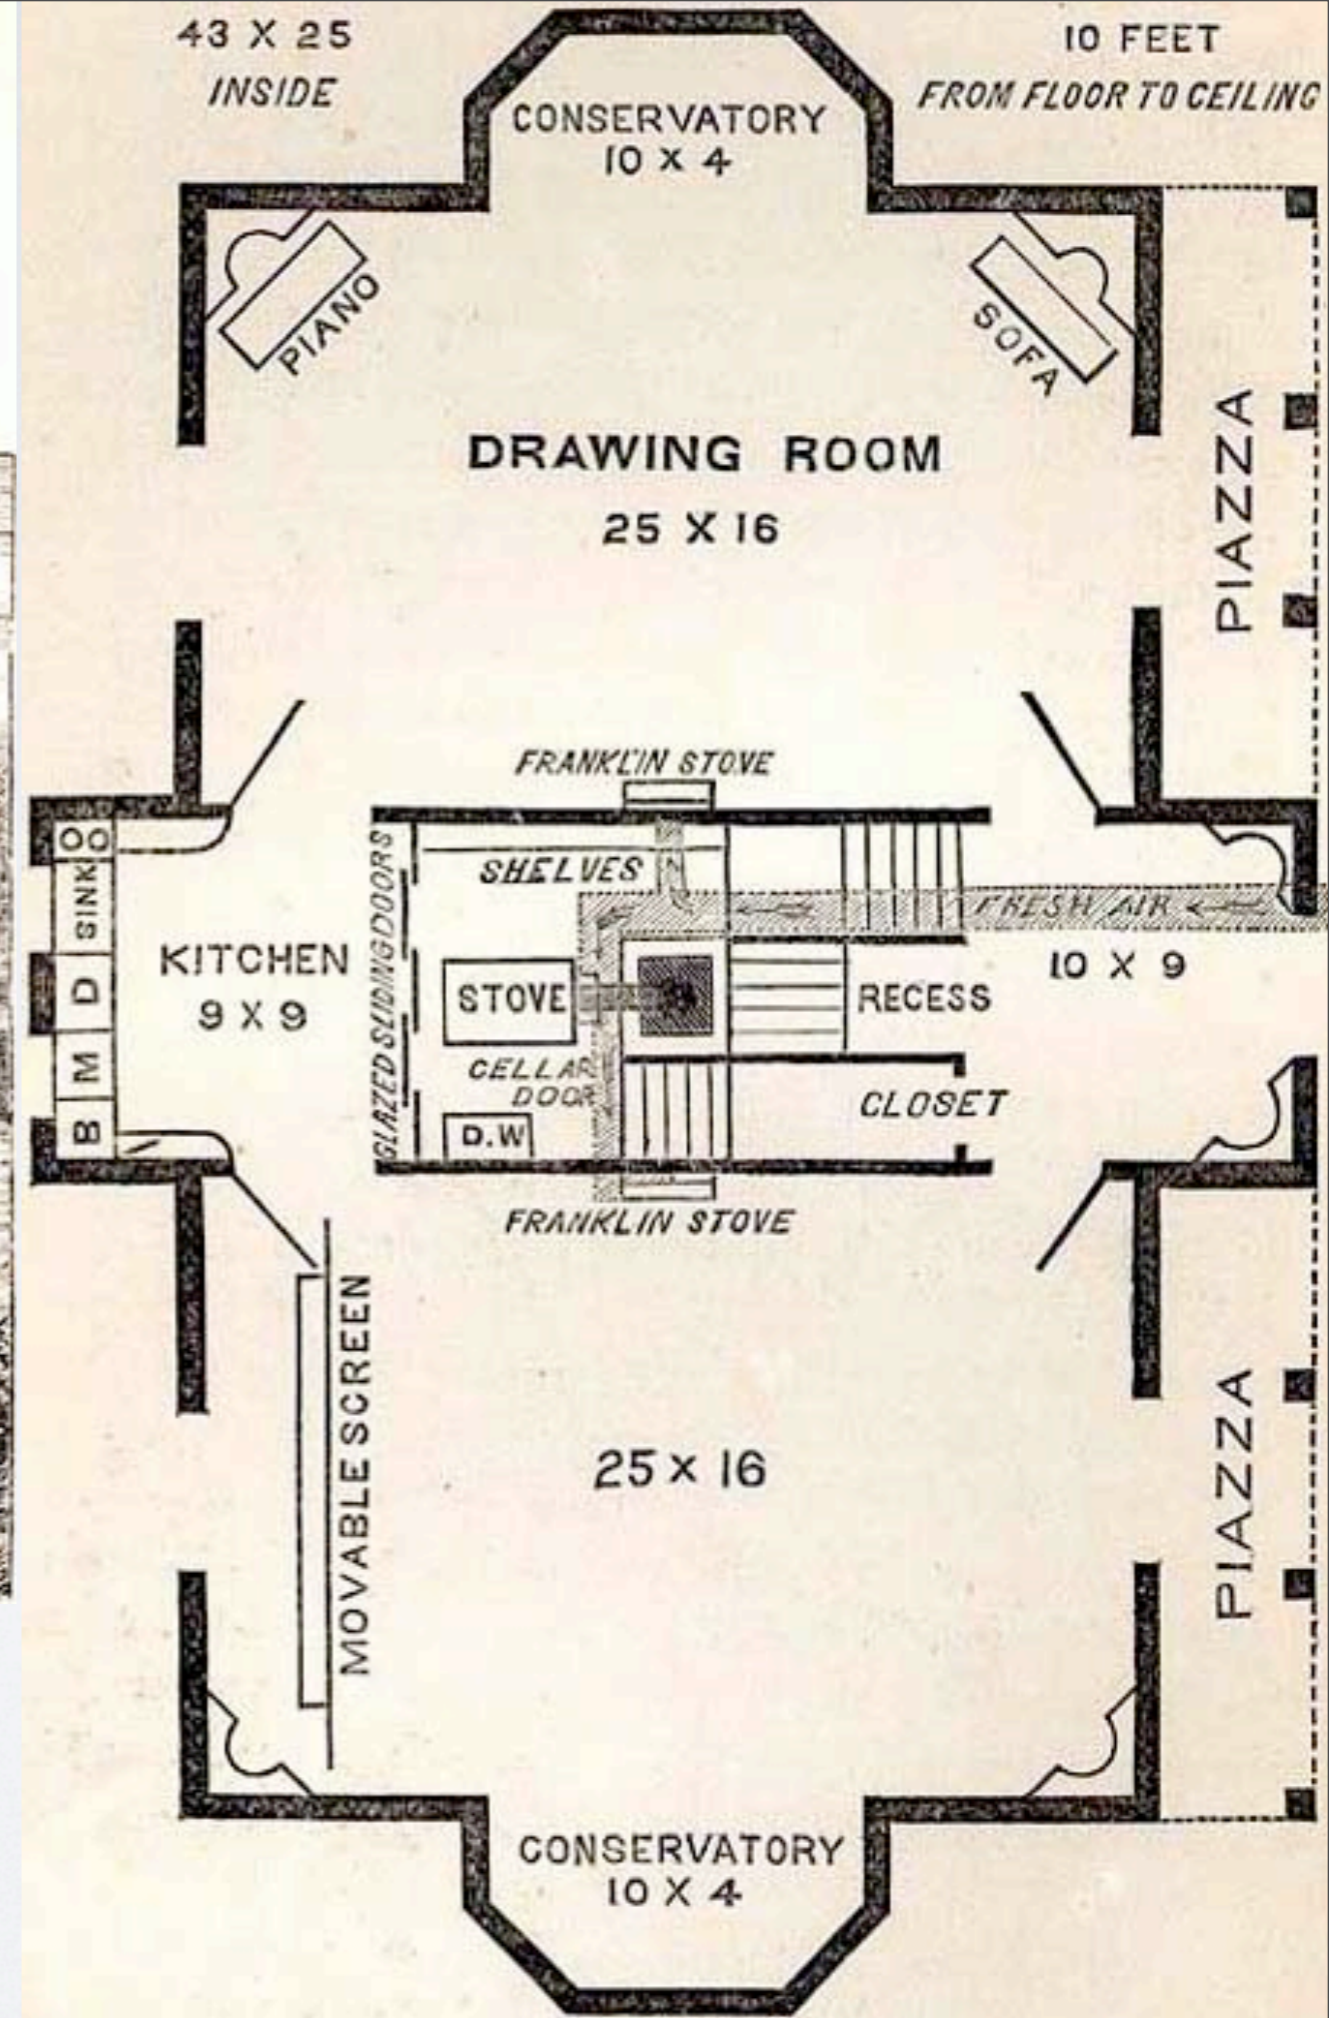 43 X 25
INSIDE
10 FEET
FROM FLOOR TO CEILING
CONSERVATORY
10 X 4
PIANO
SOFA
DRAWING ROOM
25 X 16
PIAZZA
FRANKLIN STOVE
GLAZED SLIDING DOORS
SHELVES
FRESH AIR
SINK
D
M
B
KITCHEN
9 X 9
STOVE
RECESS
10 X 9
CELLAR
DOOR
D.W
CLOSET
FRANKLIN STOVE
MOVABLE SCREEN
25 X 16
PIAZZA
CONSERVATORY
10 X 4